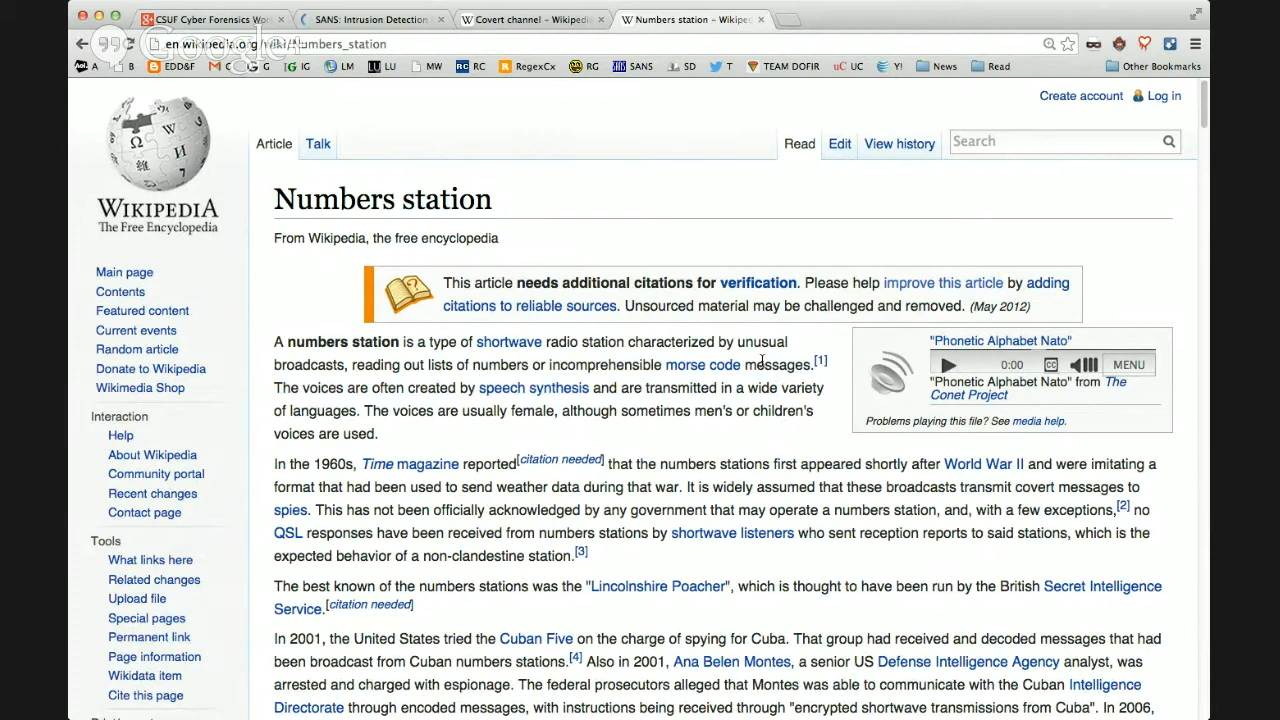 CSUF Cyber Forensics Wor
SANS: Intrusion Detection
Covert channel – Wikipedi
Numbers station – Wikiped
Google+
en.wikipedia.org/wiki/Numbers_station
A B EDD&F C G G IG LM LU MW RC RegexCx RG SANS SD T TEAM DOFIR UC Y! News Read Other Bookmarks
Create account Log in
Article Talk Read Edit View history Search
WIKIPEDIA
The Free Encyclopedia
Main page
Contents
Featured content
Current events
Random article
Donate to Wikipedia
Wikimedia Shop
Interaction
Help
About Wikipedia
Community portal
Recent changes
Contact page
Tools
What links here
Related changes
Upload file
Special pages
Permanent link
Page information
Wikidata item
Cite this page
Numbers station
From Wikipedia, the free encyclopedia
This article needs additional citations for verification. Please help improve this article by adding
citations to reliable sources. Unsourced material may be challenged and removed. (May 2012)
A numbers station is a type of shortwave radio station characterized by unusual
broadcasts, reading out lists of numbers or incomprehensible morse code messages.[1]
The voices are often created by speech synthesis and are transmitted in a wide variety
of languages. The voices are usually female, although sometimes men's or children's
voices are used.
"Phonetic Alphabet Nato"
0:00 CC MENU
"Phonetic Alphabet Nato" from The
Conet Project
Problems playing this file? See media help.
In the 1960s, Time magazine reported[citation needed] that the numbers stations first appeared shortly after World War II and were imitating a
format that had been used to send weather data during that war. It is widely assumed that these broadcasts transmit covert messages to
spies. This has not been officially acknowledged by any government that may operate a numbers station, and, with a few exceptions,[2] no
QSL responses have been received from numbers stations by shortwave listeners who sent reception reports to said stations, which is the
expected behavior of a non-clandestine station.[3]
The best known of the numbers stations was the "Lincolnshire Poacher", which is thought to have been run by the British Secret Intelligence
Service.[citation needed]
In 2001, the United States tried the Cuban Five on the charge of spying for Cuba. That group had received and decoded messages that had
been broadcast from Cuban numbers stations.[4] Also in 2001, Ana Belen Montes, a senior US Defense Intelligence Agency analyst, was
arrested and charged with espionage. The federal prosecutors alleged that Montes was able to communicate with the Cuban Intelligence
Directorate through encoded messages, with instructions being received through "encrypted shortwave transmissions from Cuba". In 2006,